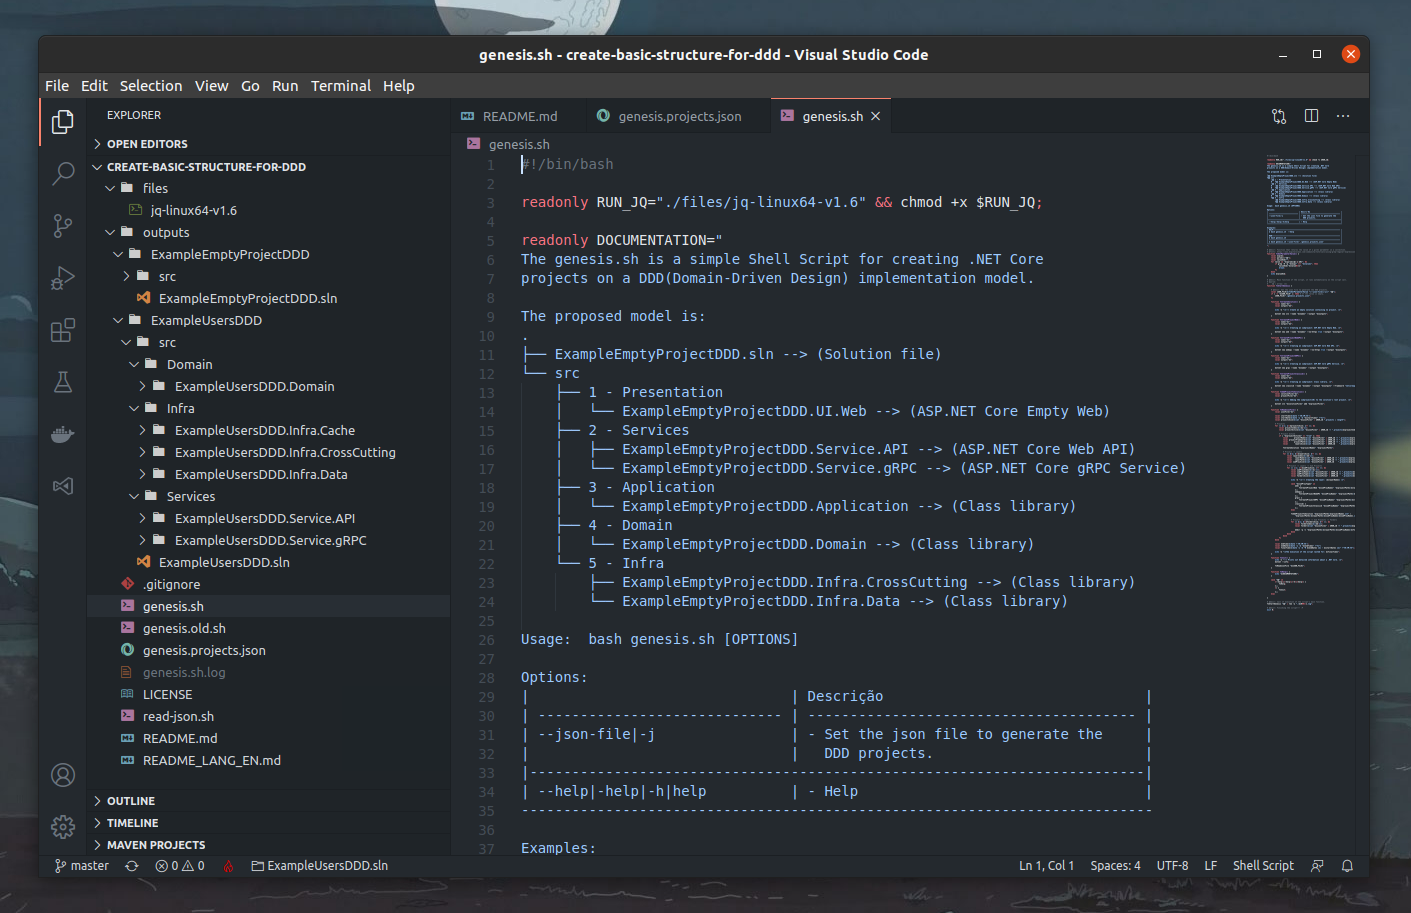 genesis.sh - create-basic-structure-for-ddd - Visual Studio Code
File Edit Selection View Go Run Terminal Help
EXPLORER
OPEN EDITORS
CREATE-BASIC-STRUCTURE-FOR-DDD
files
jq-linux64-v1.6
outputs
ExampleEmptyProjectDDD
src
ExampleEmptyProjectDDD.sln
ExampleUsersDDD
src
Domain
ExampleUsersDDD.Domain
Infra
ExampleUsersDDD.Infra.Cache
ExampleUsersDDD.Infra.CrossCutting
ExampleUsersDDD.Infra.Data
Services
ExampleUsersDDD.Service.API
ExampleUsersDDD.Service.gRPC
ExampleUsersDDD.sln
.gitignore
genesis.sh
genesis.old.sh
genesis.projects.json
genesis.sh.log
LICENSE
read-json.sh
README.md
README_LANG_EN.md
OUTLINE
TIMELINE
MAVEN PROJECTS
README.md genesis.projects.json genesis.sh
genesis.sh
1 #!/bin/bash
2
3 readonly RUN_JQ="./files/jq-linux64-v1.6" && chmod +x $RUN_JQ;
4
5 readonly DOCUMENTATION="
6 The genesis.sh is a simple Shell Script for creating .NET Core
7 projects on a DDD(Domain-Driven Design) implementation model.
8
9 The proposed model is:
10 .
11 ├── ExampleEmptyProjectDDD.sln --> (Solution file)
12 └── src
13     ├── 1 - Presentation
14     │   └── ExampleEmptyProjectDDD.UI.Web --> (ASP.NET Core Empty Web)
15     ├── 2 - Services
16     │   ├── ExampleEmptyProjectDDD.Service.API --> (ASP.NET Core Web API)
17     │   └── ExampleEmptyProjectDDD.Service.gRPC --> (ASP.NET Core gRPC Service)
18     ├── 3 - Application
19     │   └── ExampleEmptyProjectDDD.Application --> (Class library)
20     ├── 4 - Domain
21     │   └── ExampleEmptyProjectDDD.Domain --> (Class library)
22     └── 5 - Infra
23         ├── ExampleEmptyProjectDDD.Infra.CrossCutting --> (Class library)
24         └── ExampleEmptyProjectDDD.Infra.Data --> (Class library)
25
26 Usage:  bash genesis.sh [OPTIONS]
27
28 Options:
29 |                               | Descrição                               |
30 | ----------------------------- | --------------------------------------- |
31 | --json-file|-j                | - Set the json file to generate the     |
32 |                               |   DDD projects.                         |
33 |-------------------------------------------------------------------------|
34 | --help|-help|-h|help          | - Help                                  |
35 ---------------------------------------------------------------------------
36
37 Examples:
master 0 0 ExampleUsersDDD.sln Ln 1, Col 1 Spaces: 4 UTF-8 LF Shell Script